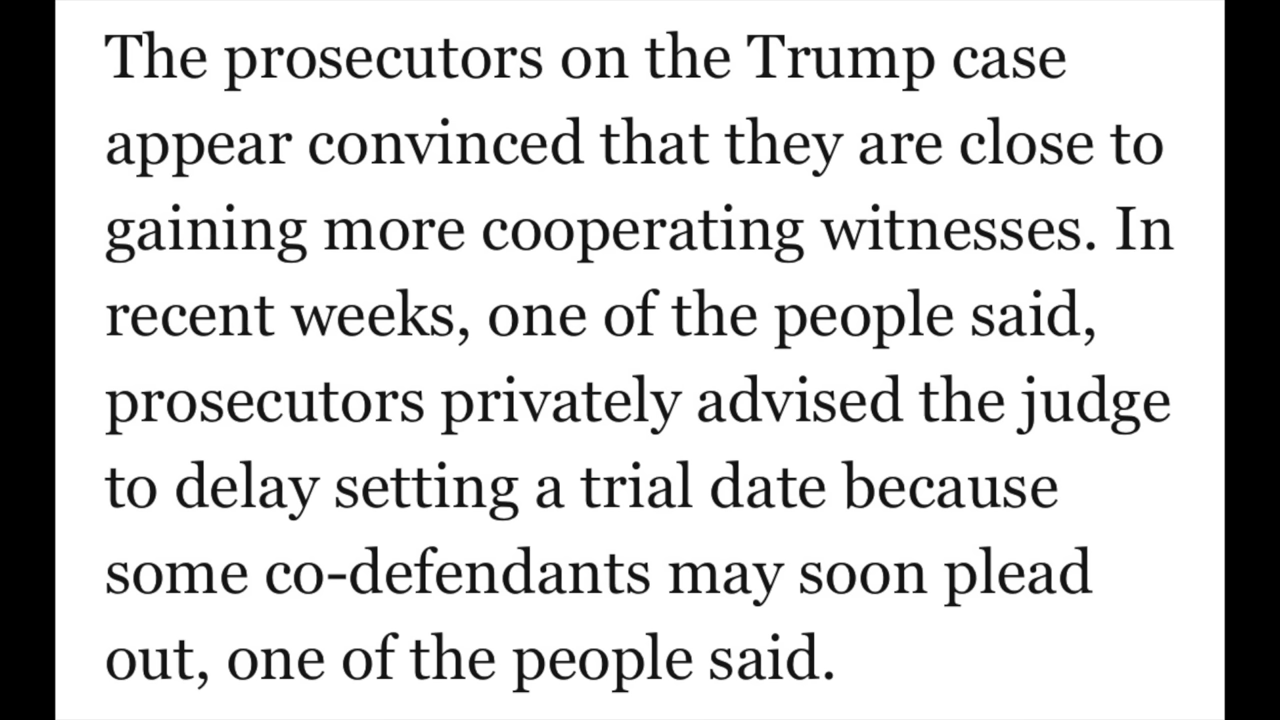 The prosecutors on the Trump case
appear convinced that they are close to
gaining more cooperating witnesses. In
recent weeks, one of the people said,
prosecutors privately advised the judge
to delay setting a trial date because
some co-defendants may soon plead
out, one of the people said.